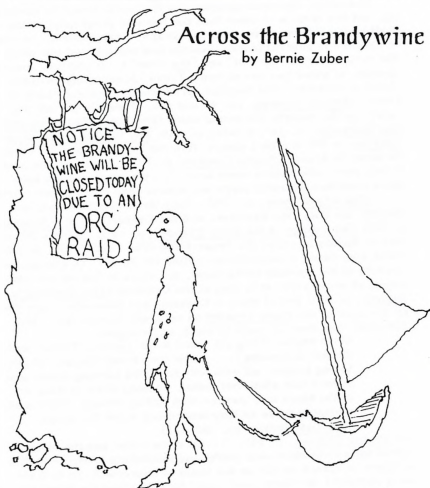 Across the Brandywine
by Bernie Zuber
NOTICE
THE BRANDY-
WINE WILL BE
CLOSED TODAY
DUE TO AN
ORC
RAID